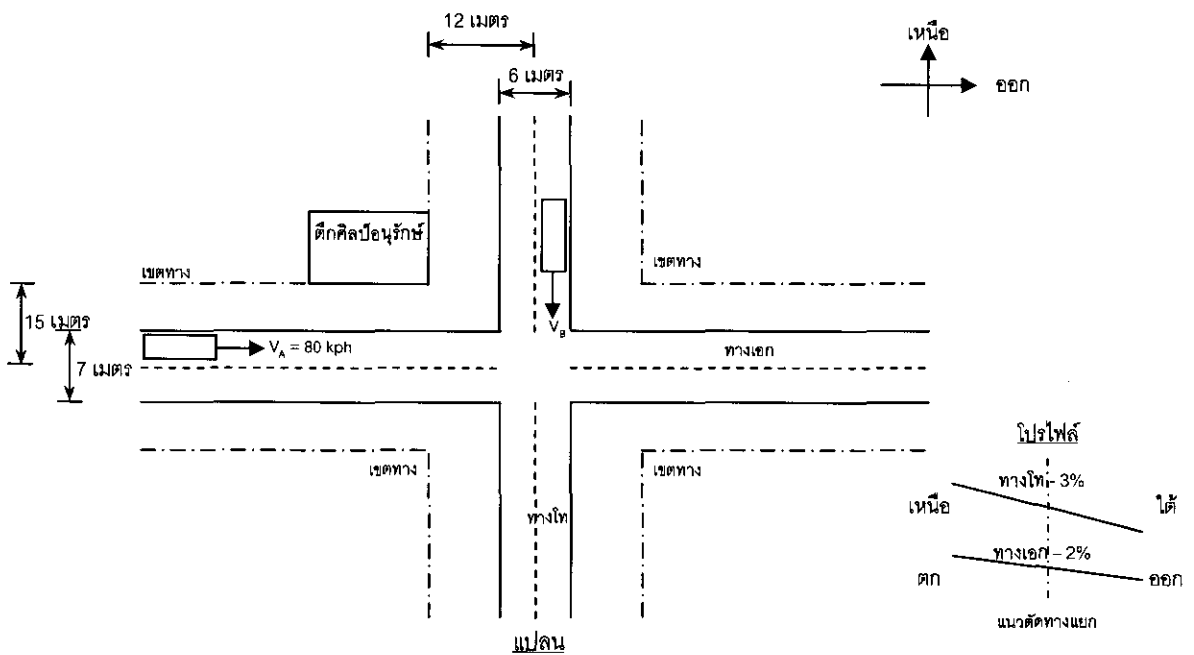 12 เมตร
6 เมตร
เหนือ
ออก
ตึกศิลป์อนุรักษ์
เขตทาง
เขตทาง
15 เมตร
V_A = 80 kph
V_B
ทางเอก
7 เมตร
เขตทาง
เขตทาง
ทางโท
แปลน
โปรไฟล์
ทางโท - 3%
เหนือ
ใต้
ทางเอก - 2%
ตก
ออก
แนวตัดทางแยก